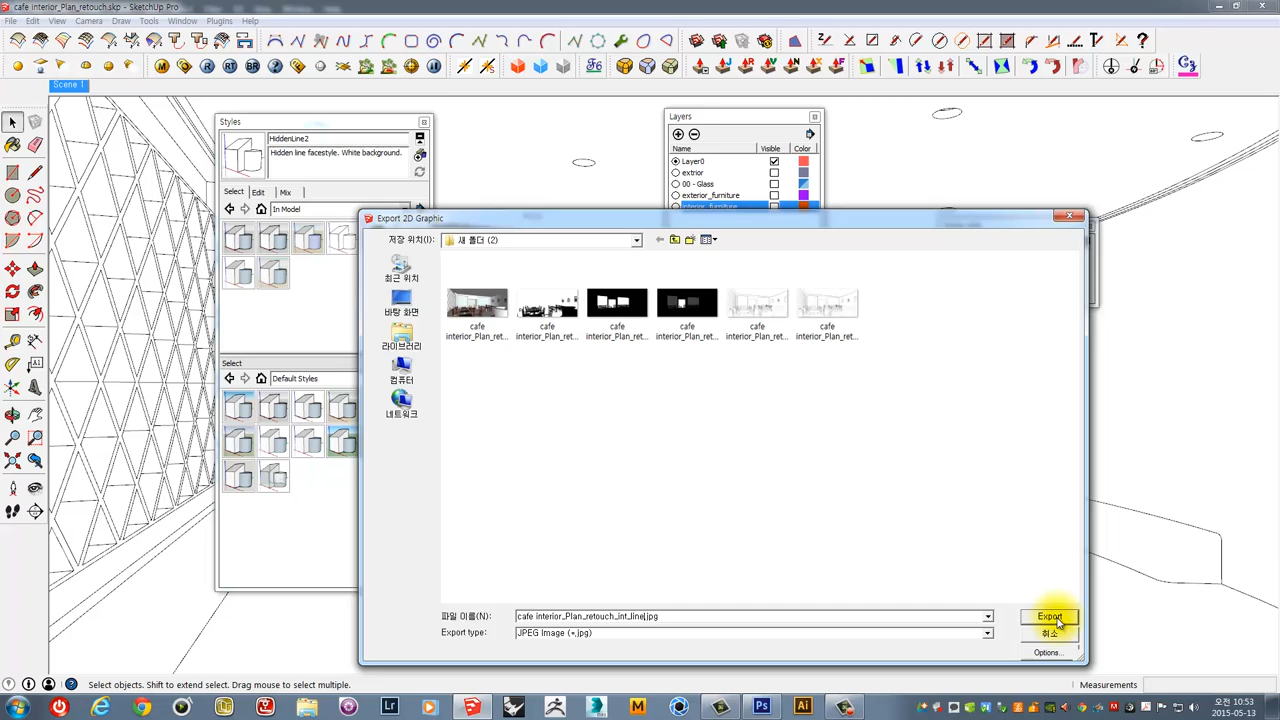 cafe interior_Plan_retouch.skp - SketchUp Pro
File Edit View Camera Draw Tools Window Plugins Help
Scene 1
Styles
HiddenLine2
Hidden line facestyle. White background.
Select Edit Mix
In Model
Select
Default Styles
Layers
Name Visible Color
Layer0
extrior
00 - Glass
exterior_furniture
interior_furniture
Export 2D Graphic
저장 위치(I): 새 폴더 (2)
최근 위치
바탕 화면
라이브러리
컴퓨터
네트워크
cafe interior_Plan_ret...
cafe interior_Plan_ret...
cafe interior_Plan_ret...
cafe interior_Plan_ret...
cafe interior_Plan_ret...
cafe interior_Plan_ret...
파일 이름(N): cafe interior_Plan_retouch_int_line.jpg
Export
Export type: JPEG Image (*.jpg)
취소
Options...
Select objects. Shift to extend select. Drag mouse to select multiple.
Measurements
오전 10:53
2015-05-13